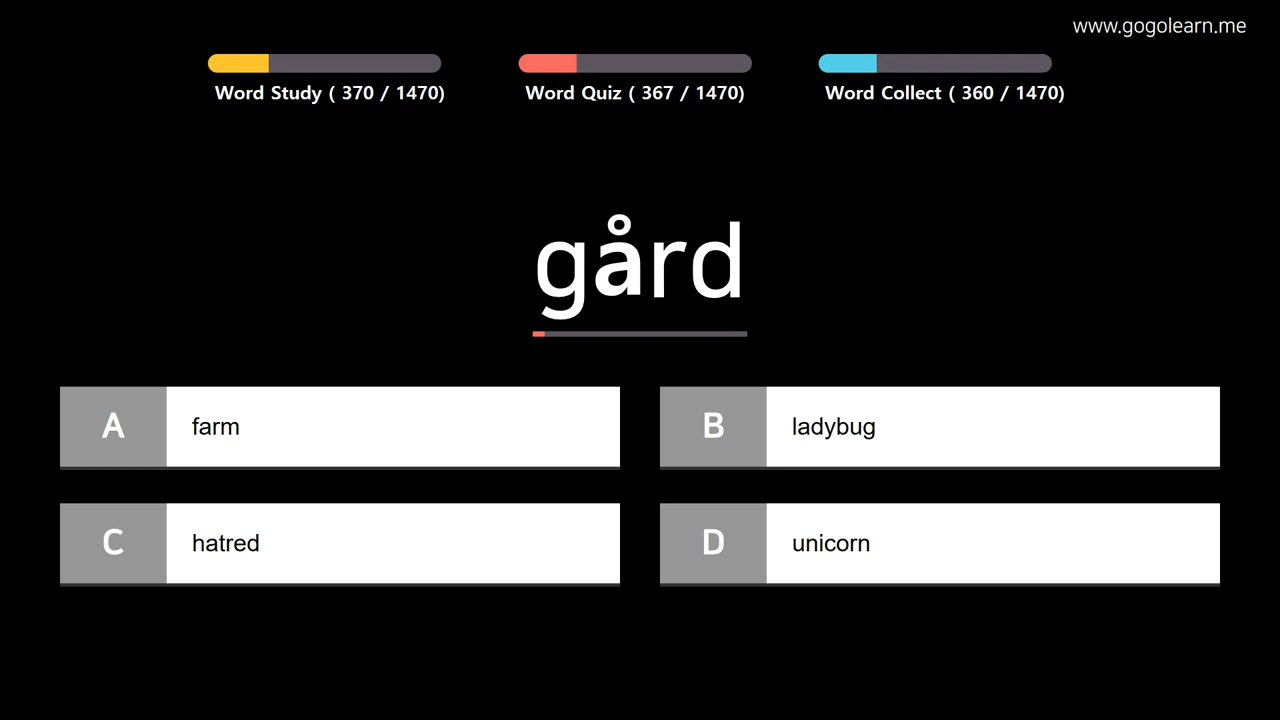 www.gogolearn.me
Word Study ( 370 / 1470)
Word Quiz ( 367 / 1470)
Word Collect ( 360 / 1470)
gård
A farm
B ladybug
C hatred
D unicorn